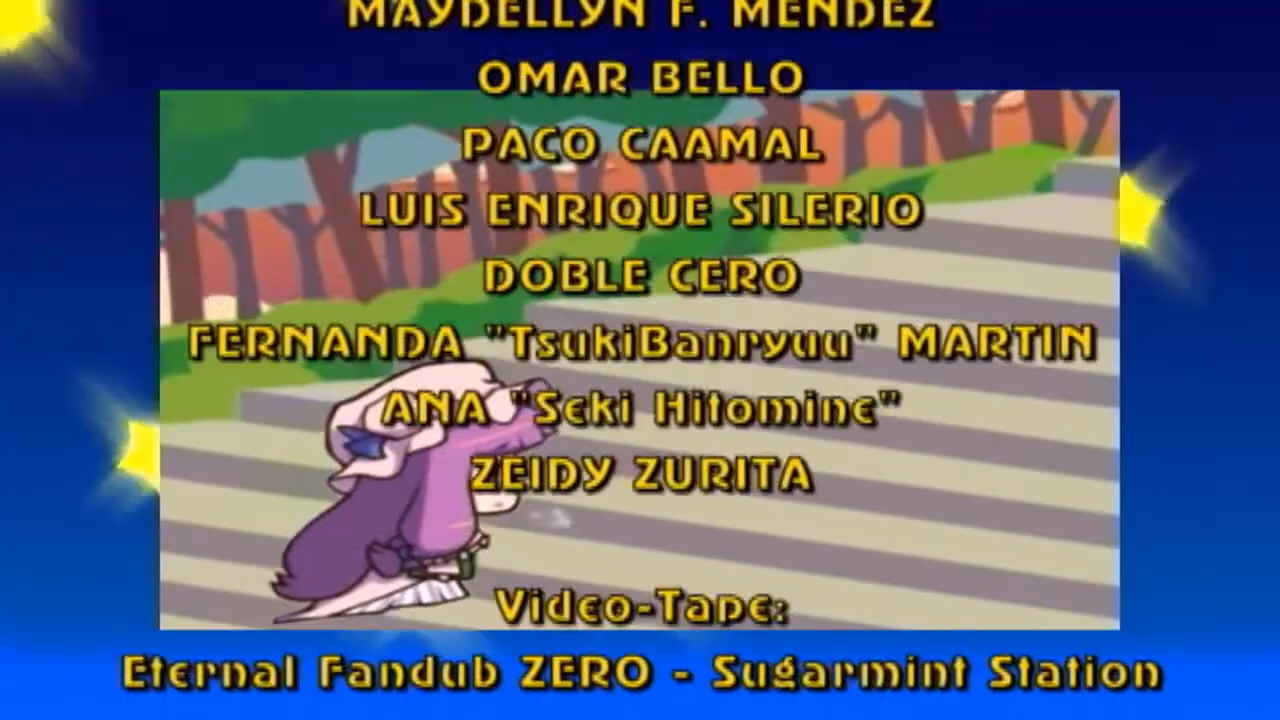 MAYDELLYN F. MENDEZ
OMAR BELLO
PACO CAAMAL
LUIS ENRIQUE SILERIO
DOBLE CERO
FERNANDA "TsukiBanryuu" MARTIN
ANA "Seki Hitomine"
ZEIDY ZURITA
Video-Tape:
Eternal Fandub ZERO - Sugarmint Station